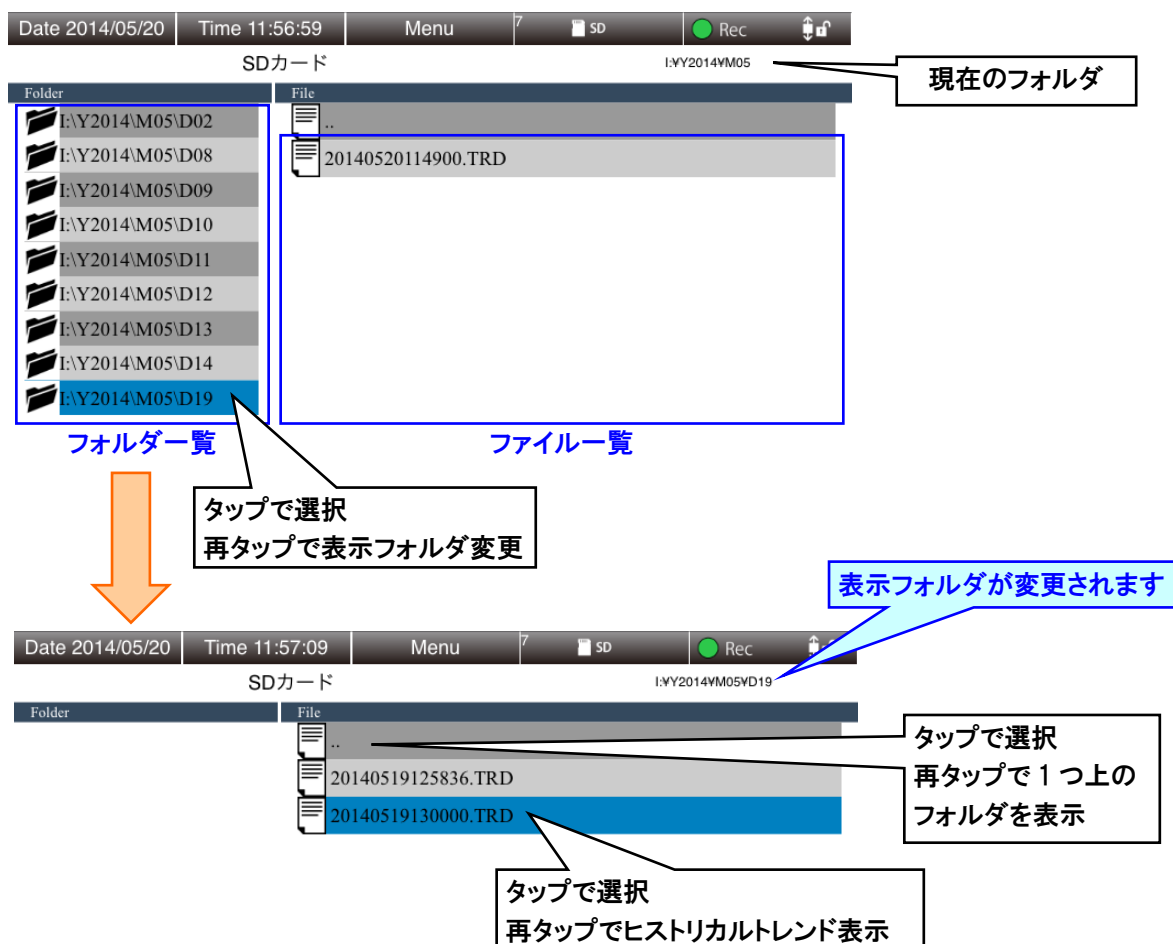 Date 2014/05/20 Time 11:56:59 Menu 7 SD Rec
SDカード I:¥Y2014¥M05
現在のフォルダ
Folder File
I:\Y2014\M05\D02 ..
I:\Y2014\M05\D08 20140520114900.TRD
I:\Y2014\M05\D09
I:\Y2014\M05\D10
I:\Y2014\M05\D11
I:\Y2014\M05\D12
I:\Y2014\M05\D13
I:\Y2014\M05\D14
I:\Y2014\M05\D19
フォルダ一覧 ファイル一覧
タップで選択
再タップで表示フォルダ変更
表示フォルダが変更されます
Date 2014/05/20 Time 11:57:09 Menu 7 SD Rec
SDカード I:¥Y2014¥M05¥D19
Folder File
..
20140519125836.TRD
20140519130000.TRD
タップで選択
再タップで１つ上の
フォルダを表示
タップで選択
再タップでヒストリカルトレンド表示